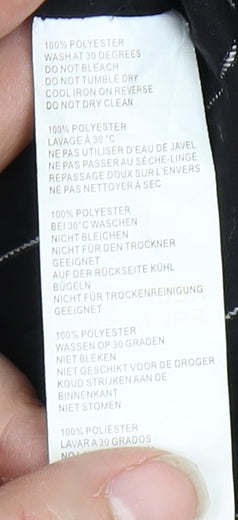 100% POLYESTER
WASH AT 30 DEGREES
DO NOT BLEACH
DO NOT TUMBLE DRY
COOL IRON ON REVERSE
DO NOT DRY CLEAN
100% POLYESTER
LAVAGE À 30°C
NE PAS UTILISER D'EAU DE JAVEL
NE PAS PASSER AU SÈCHE-LINGE
REPASSAGE DOUX SUR L'ENVERS
NE PAS NETTOYER À SEC
100% POLYESTER
BEI 30°C WASCHEN
NICHT BLEICHEN
NICHT FÜR DEN TROCKNER
GEEIGNET
AUF DER RÜCKSEITE KÜHL
BÜGELN
NICHT FÜR TROCKENREINIGUNG
GEEIGNET
100% POLYESTER
WASSEN OP 30 GRADEN
NIET BLEKEN
NIET GESCHIKT VOOR DE DROGER
KOUD STRIJKEN AAN DE
BINNENKANT
NIET STOMEN
100% POLIÉSTER
LAVAR A 30 GRADOS